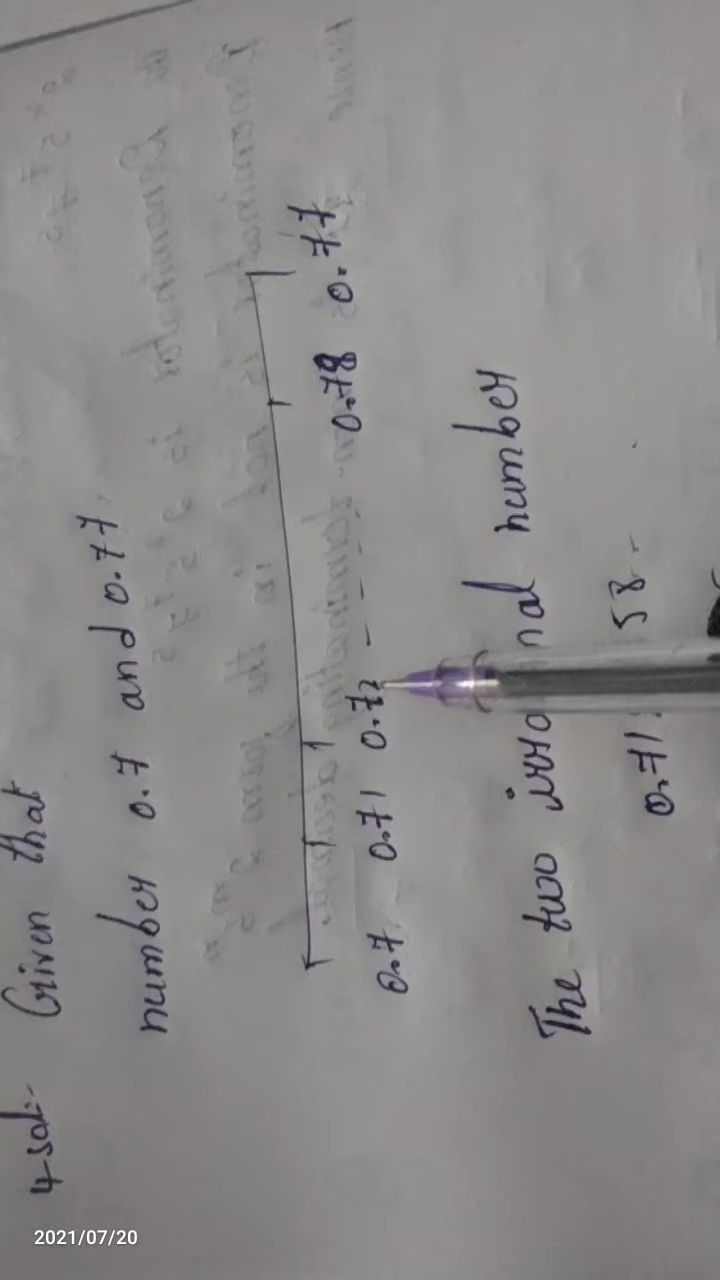 4 sol:- Given that
number 0.7 and 0.77
0.7 0.71 0.72 - - - - 0.78 0.77
The two nal number
0.71 58-
2021/07/20